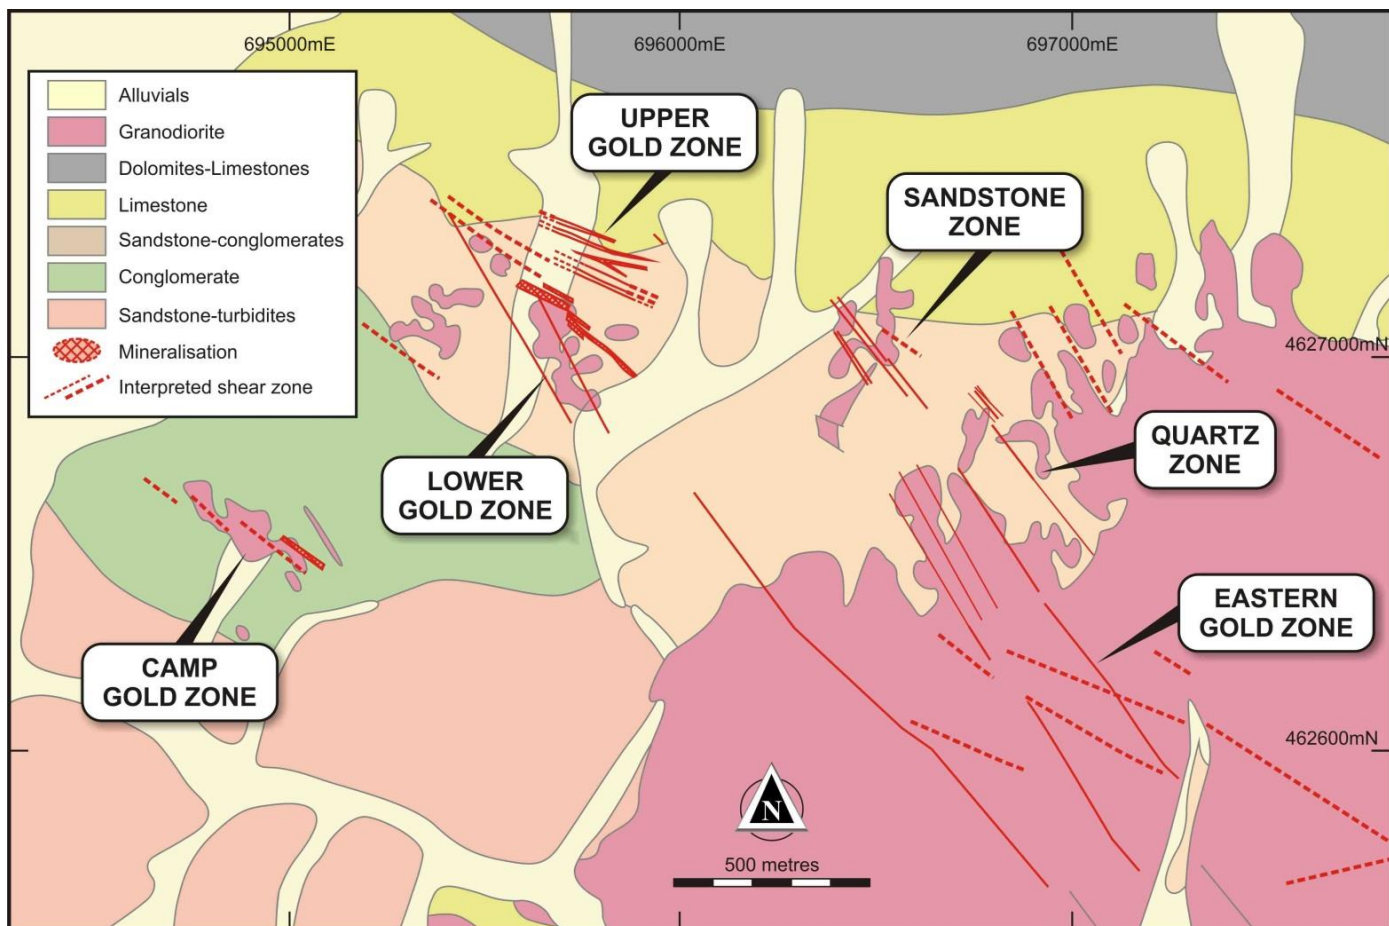 695000mE
696000mE
697000mE
Alluvials
Granodiorite
Dolomites-Limestones
Limestone
Sandstone-conglomerates
Conglomerate
Sandstone-turbidites
Mineralisation
Interpreted shear zone
UPPER
GOLD ZONE
SANDSTONE
ZONE
4627000mN
QUARTZ
ZONE
LOWER
GOLD ZONE
EASTERN
GOLD ZONE
CAMP
GOLD ZONE
462600mN
N
500 metres